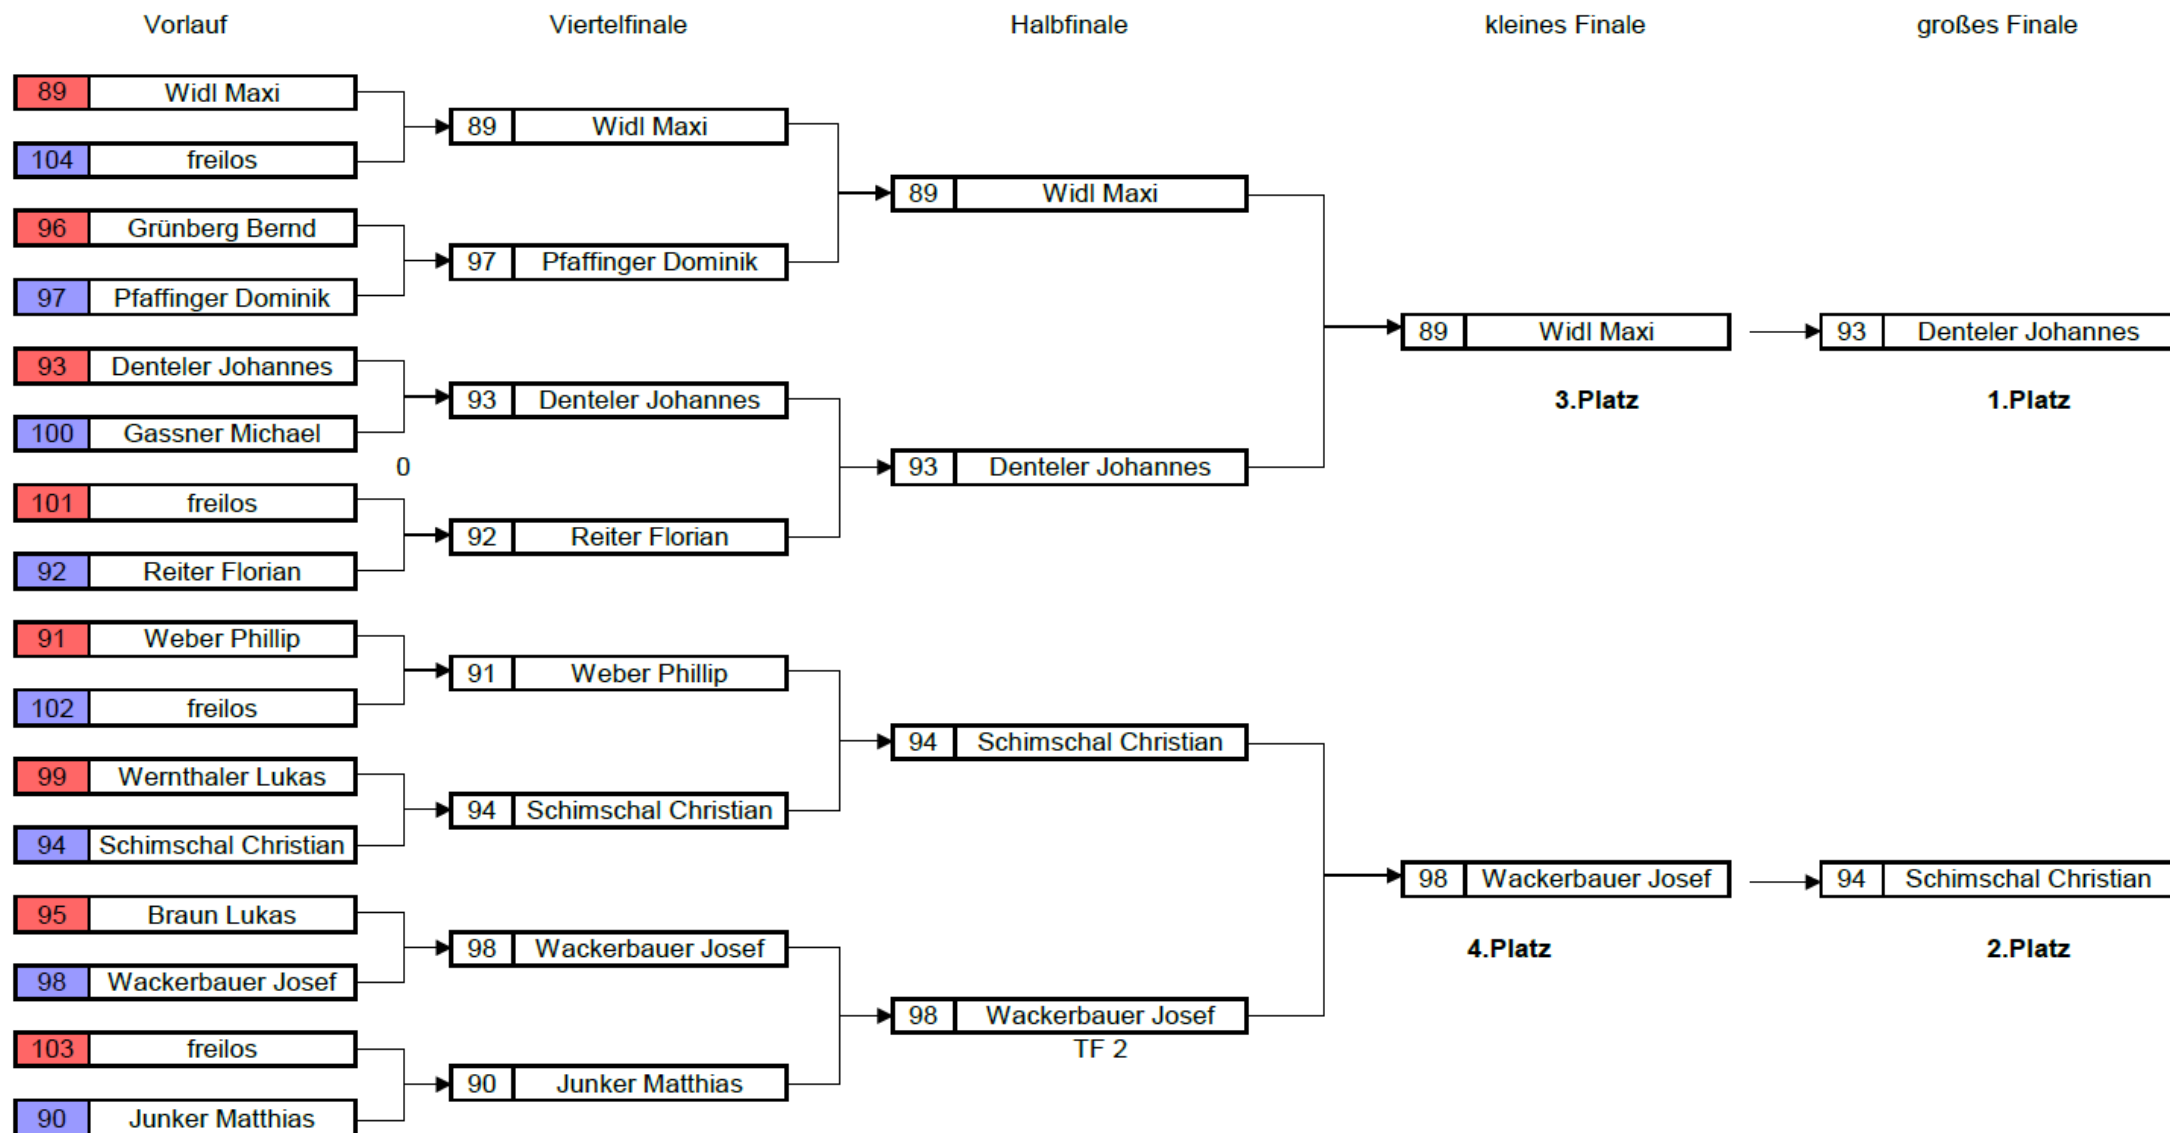 Vorlauf Viertelfinale Halbfinale kleines Finale großes Finale
89 Widl Maxi
89 Widl Maxi
104 freilos
89 Widl Maxi
96 Grünberg Bernd
97 Pfaffinger Dominik
97 Pfaffinger Dominik
89 Widl Maxi 93 Denteler Johannes
93 Denteler Johannes
93 Denteler Johannes 3.Platz 1.Platz
100 Gassner Michael
0 93 Denteler Johannes
101 freilos
92 Reiter Florian
92 Reiter Florian
91 Weber Phillip
91 Weber Phillip
102 freilos
94 Schimschal Christian
99 Wernthaler Lukas
94 Schimschal Christian
94 Schimschal Christian
98 Wackerbauer Josef 94 Schimschal Christian
95 Braun Lukas
98 Wackerbauer Josef 4.Platz 2.Platz
98 Wackerbauer Josef
98 Wackerbauer Josef
103 freilos TF 2
90 Junker Matthias
90 Junker Matthias